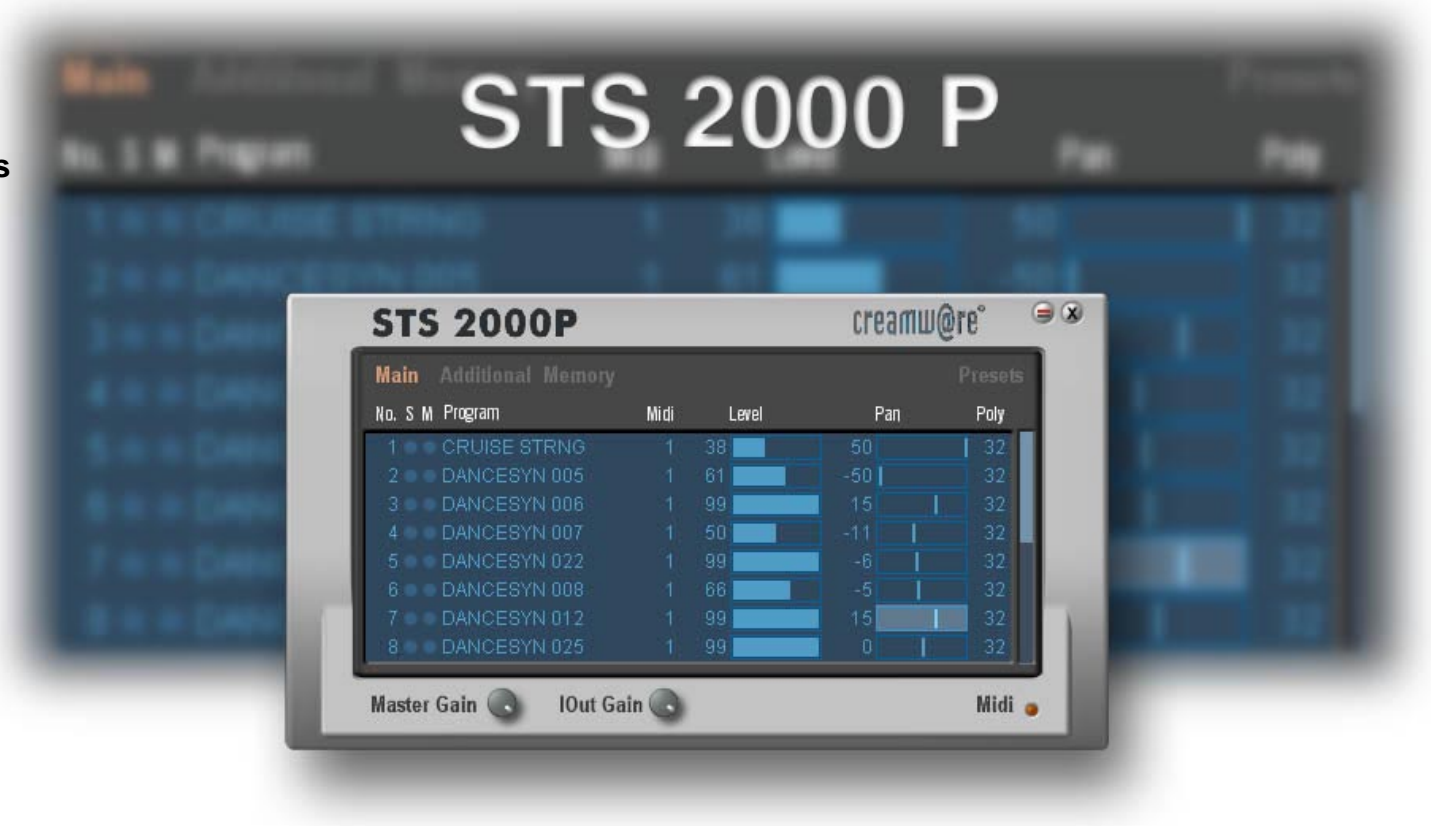 STS 2000 P
s
STS 2000P creamw@re°
Main Additional Memory Presets
No. S M Program Midi Level Pan Poly
1 CRUISE STRNG 1 38 50 32
2 DANCESYN 005 1 61 -50 32
3 DANCESYN 006 1 99 15 32
4 DANCESYN 007 1 50 -11 32
5 DANCESYN 022 1 99 -6 32
6 DANCESYN 008 1 66 -5 32
7 DANCESYN 012 1 99 15 32
8 DANCESYN 025 1 99 0 32
Master Gain IOut Gain Midi